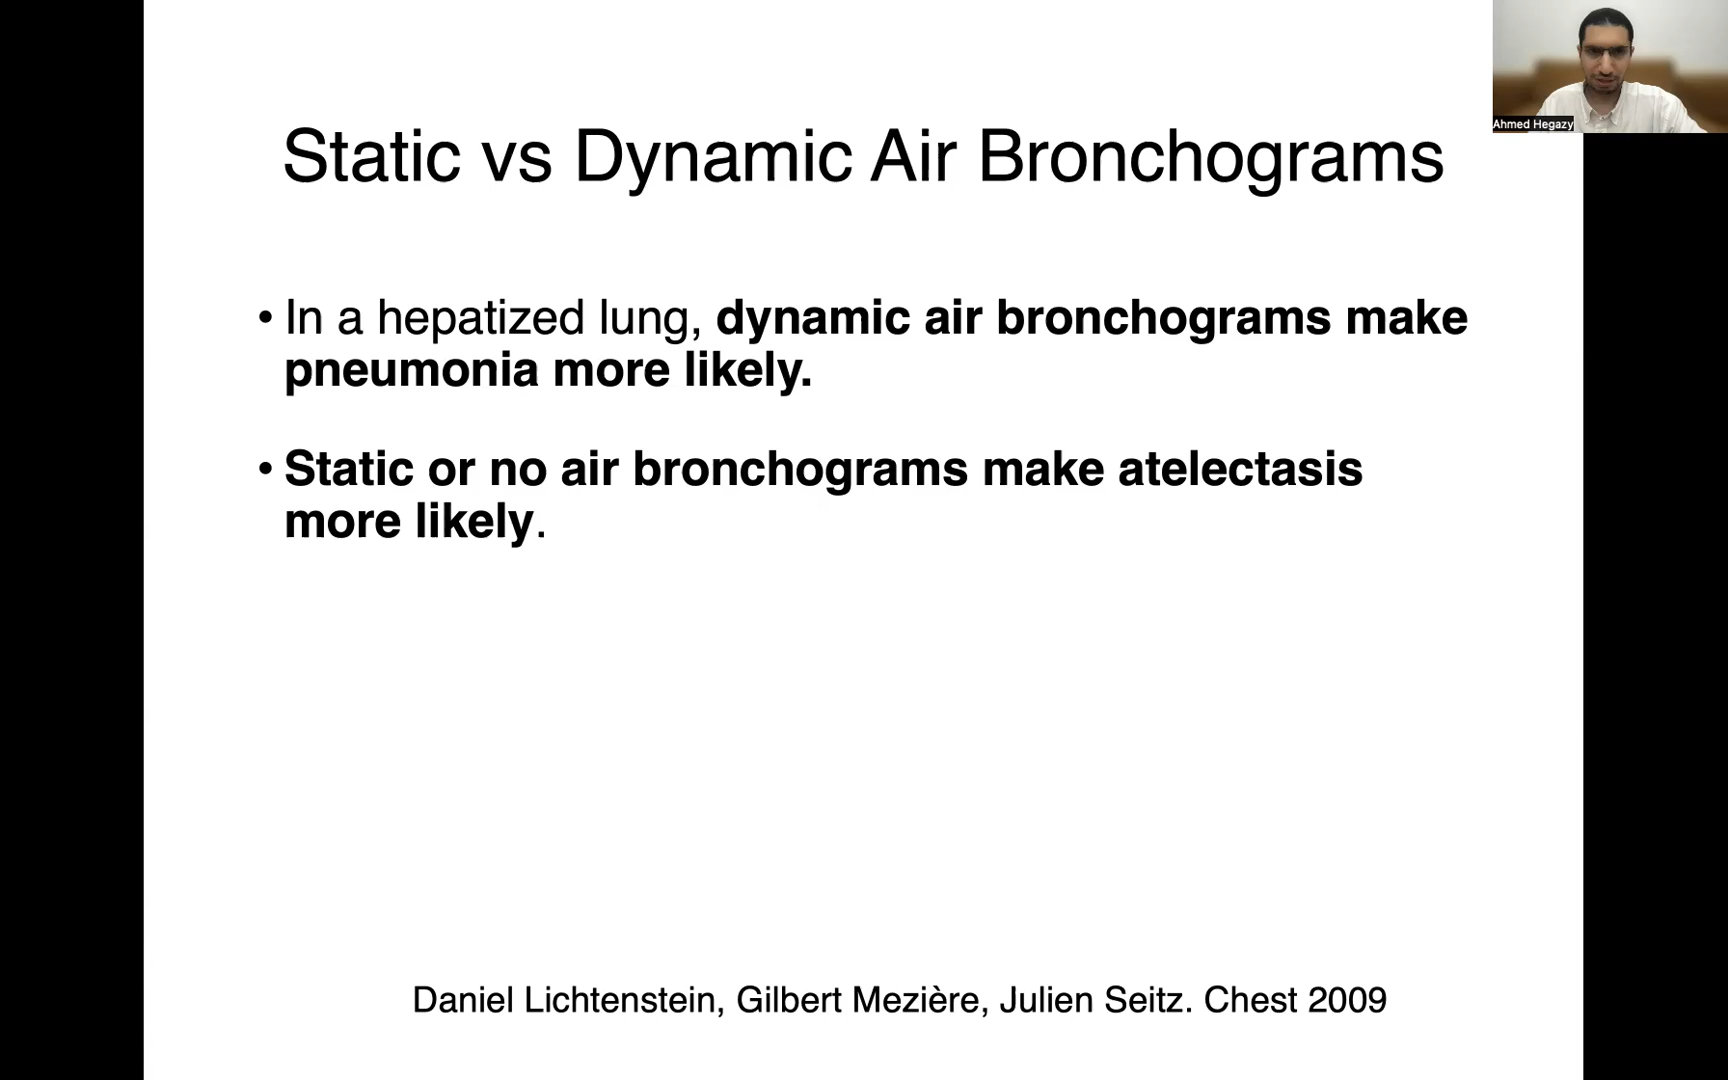 Ahmed Hegazy
Static vs Dynamic Air Bronchograms
• In a hepatized lung, dynamic air bronchograms make
pneumonia more likely.
• Static or no air bronchograms make atelectasis
more likely.
Daniel Lichtenstein, Gilbert Mezière, Julien Seitz. Chest 2009